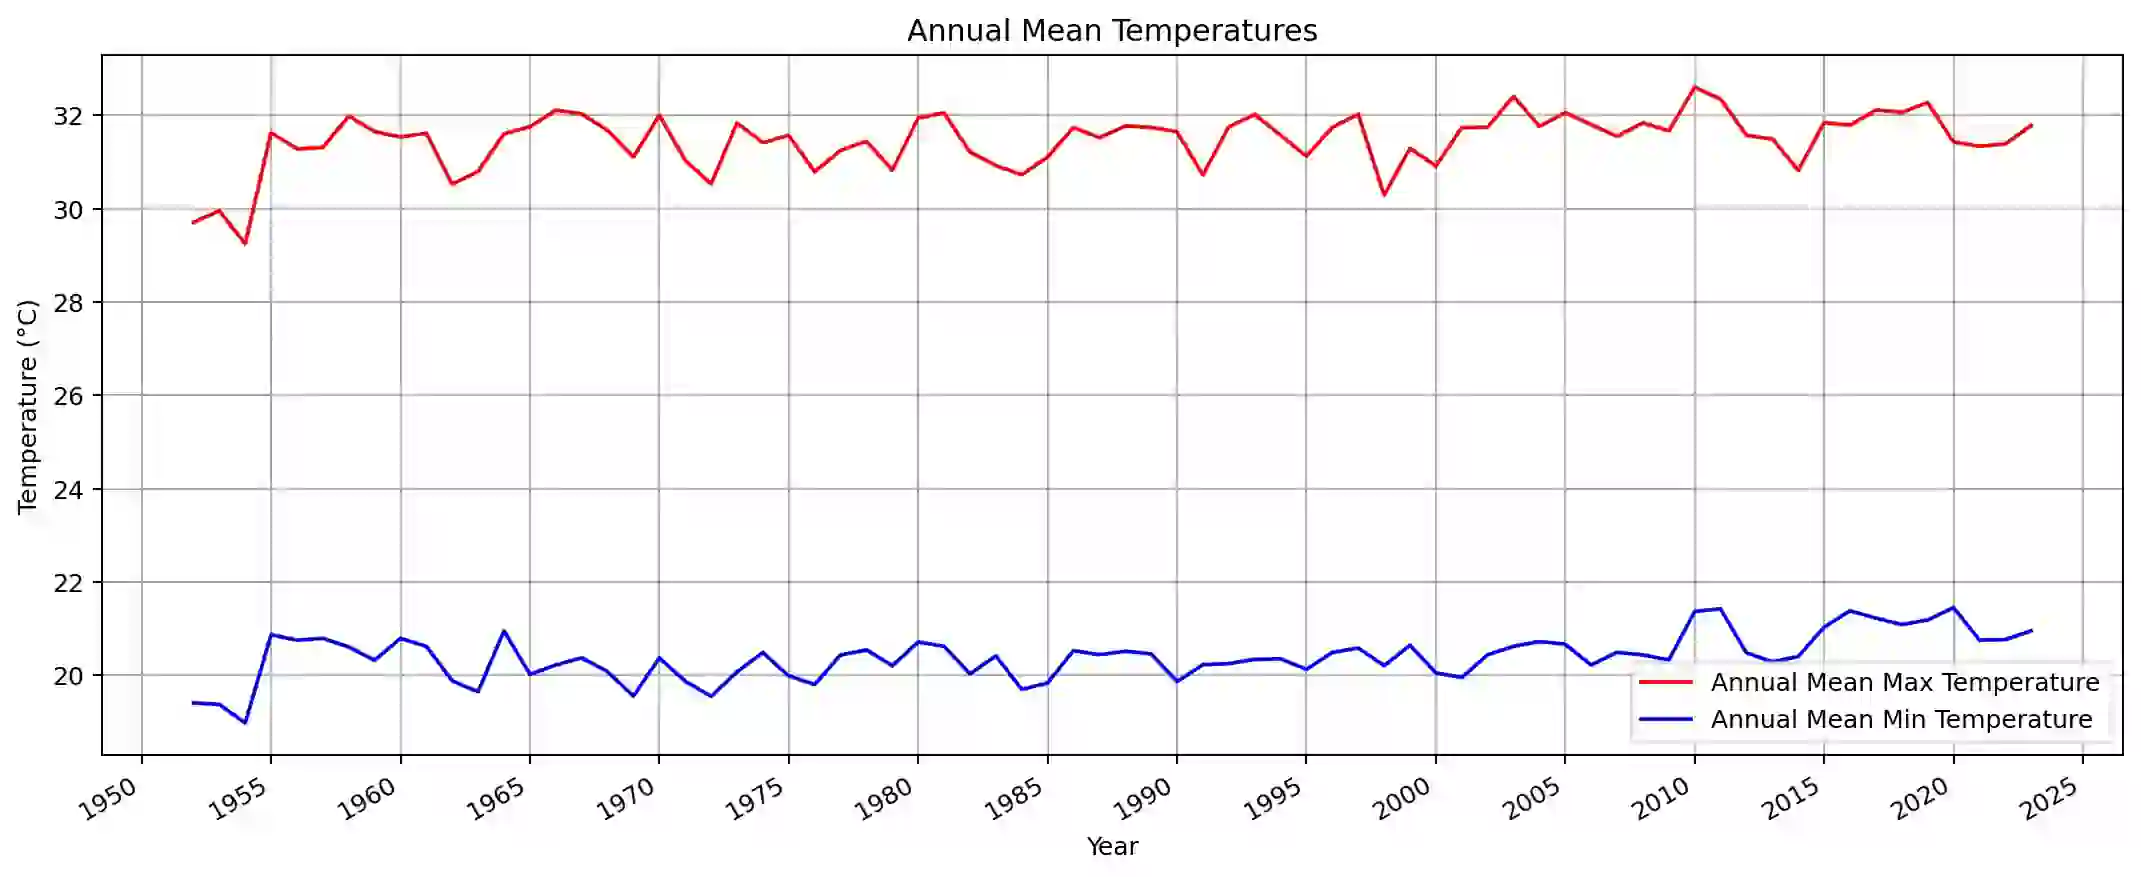 Annual Mean Temperatures
Temperature (°C)
32
30
28
26
24
22
20
Annual Mean Max Temperature
Annual Mean Min Temperature
1950 1955 1960 1965 1970 1975 1980 1985 1990 1995 2000 2005 2010 2015 2020 2025
Year